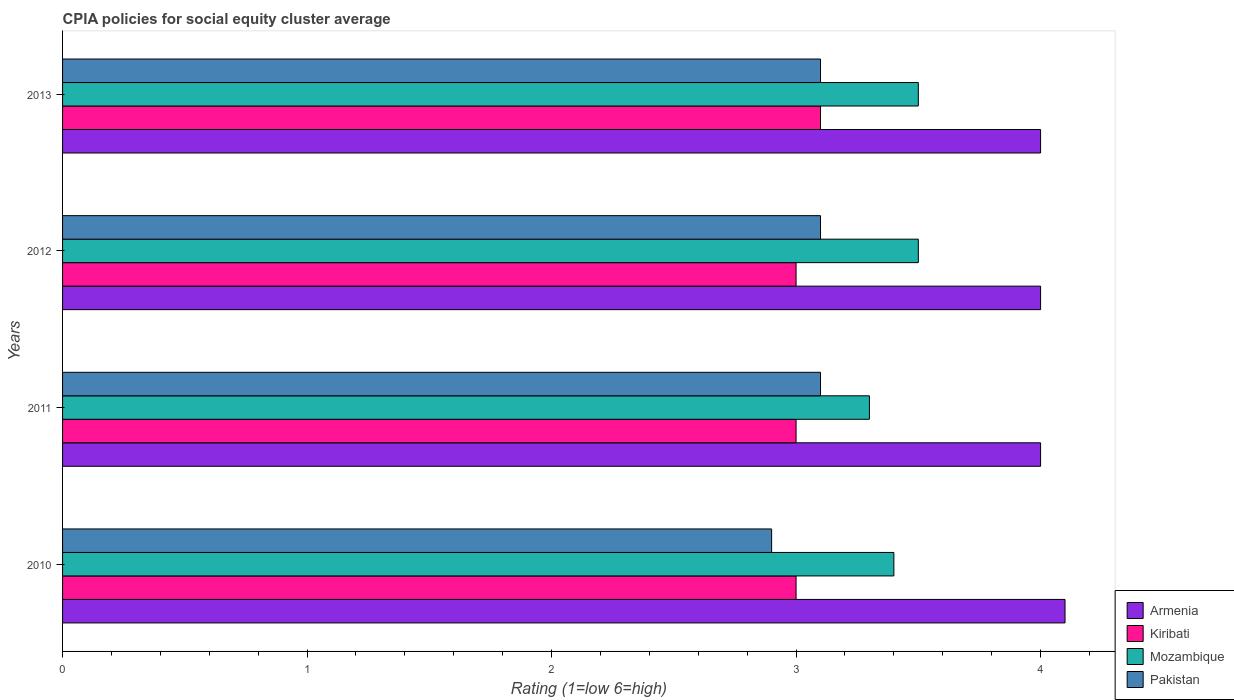 CPIA policies for social equity cluster average
2013
2012
2011
2010
Years
0
1
2
3
4
Rating (1=low 6=high)
Armenia
Kiribati
Mozambique
Pakistan